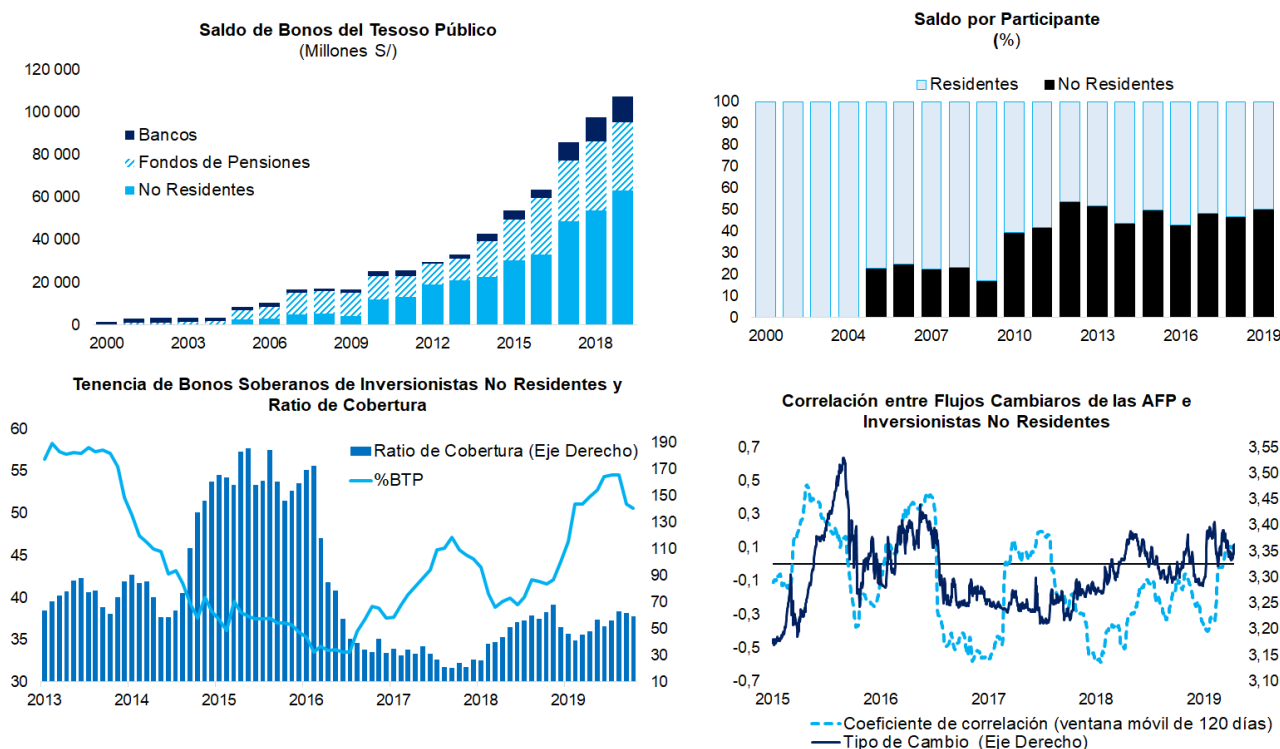 Saldo de Bonos del Tesoso Público
(Millones S/)
120 000
100 000
80 000
60 000
40 000
20 000
0
Bancos
Fondos de Pensiones
No Residentes
2000 2003 2006 2009 2012 2015 2018
Saldo por Participante
(%)
Residentes No Residentes
100
90
80
70
60
50
40
30
20
10
0
2000 2004 2007 2010 2013 2016 2019
Tenencia de Bonos Soberanos de Inversionistas No Residentes y
Ratio de Cobertura
60
55
50
45
40
35
30
Ratio de Cobertura (Eje Derecho)
%BTP
190
170
150
130
110
90
70
50
30
10
2013 2014 2015 2016 2017 2018 2019
Correlación entre Flujos Cambiaros de las AFP e
Inversionistas No Residentes
0,7
0,5
0,3
0,1
-0,1
-0,3
-0,5
-0,7
3,55
3,50
3,45
3,40
3,35
3,30
3,25
3,20
3,15
3,10
2015 2016 2017 2018 2019
Coeficiente de correlación (ventana móvil de 120 días)
Tipo de Cambio (Eje Derecho)